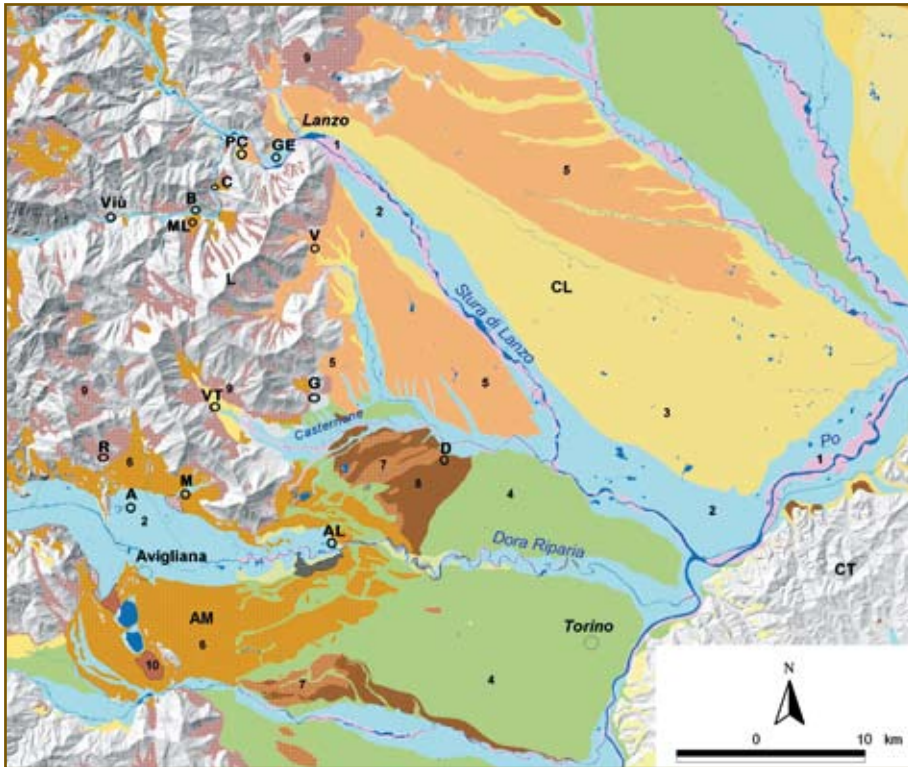 9
Lanzo
1
PC
GE
5
C
2
Viù
B
ML
V
L
CL
Stura di Lanzo
5
G
5
9
VT
9
3
Casternone
Po
1
R
D
6
7
M
8
4
2
A
2
AL
Dora Riparia
CT
Avigliana
AM
Torino
6
N
10
7
4
0
10 km